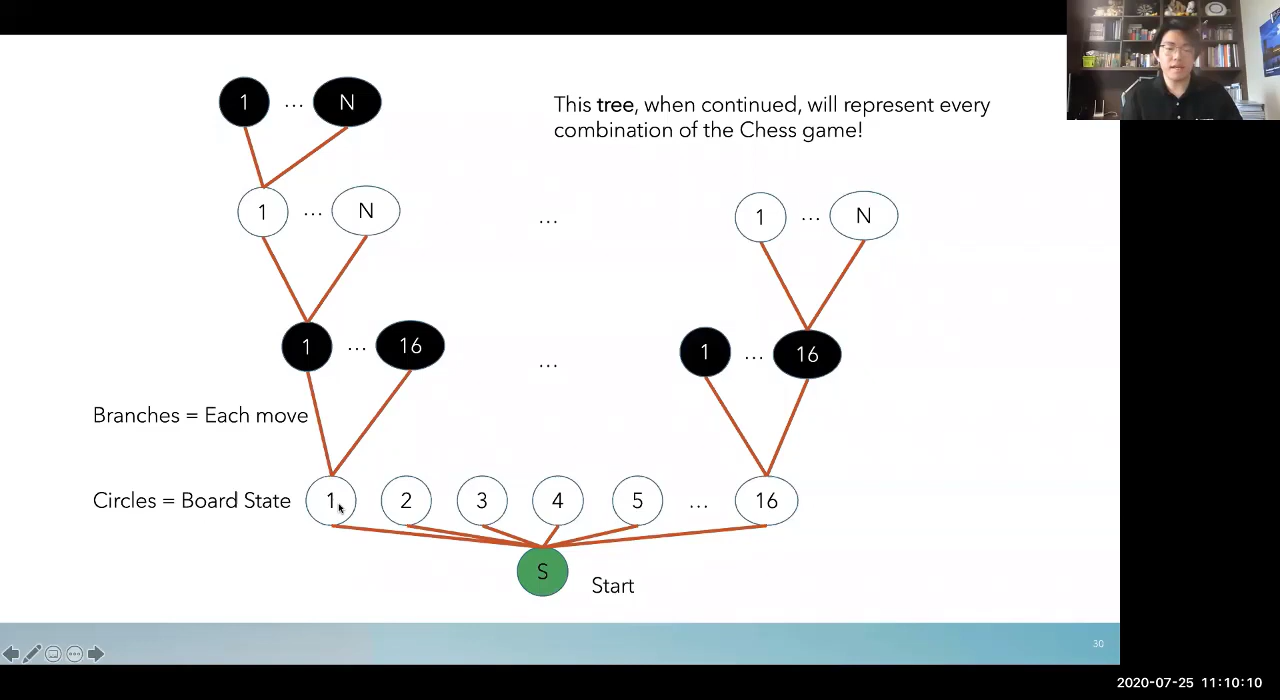 1 ... N
This tree, when continued, will represent every
combination of the Chess game!
1 ... N ... 1 ... N
1 ... 16 ... 1 ... 16
Branches = Each move
Circles = Board State 1 2 3 4 5 ... 16
S Start
30
2020-07-25 11:10:10